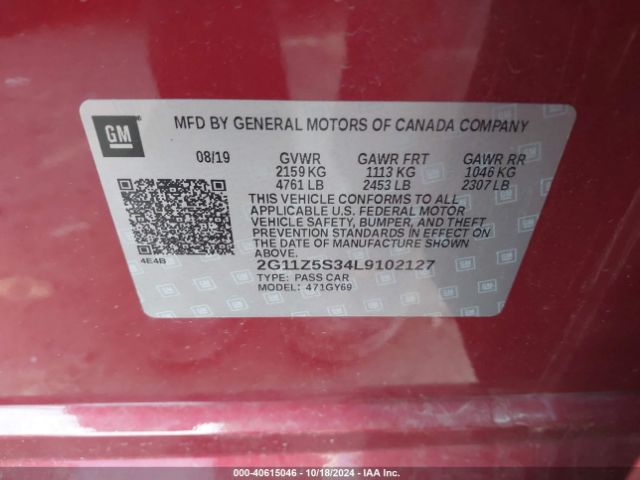 GM
MFD BY GENERAL MOTORS OF CANADA COMPANY
08/19 GVWR GAWR FRT GAWR RR
2159 KG 1113 KG 1046 KG
4761 LB 2453 LB 2307 LB
THIS VEHICLE CONFORMS TO ALL
APPLICABLE U.S. FEDERAL MOTOR
VEHICLE SAFETY, BUMPER, AND THEFT
PREVENTION STANDARDS IN EFFECT
ON THE DATE OF MANUFACTURE SHOWN
ABOVE.
4E4B
2G11Z5S34L9102127
TYPE: PASS CAR
MODEL: 471GY69
000-40615046 | 10/18/2024 - IAA Inc.